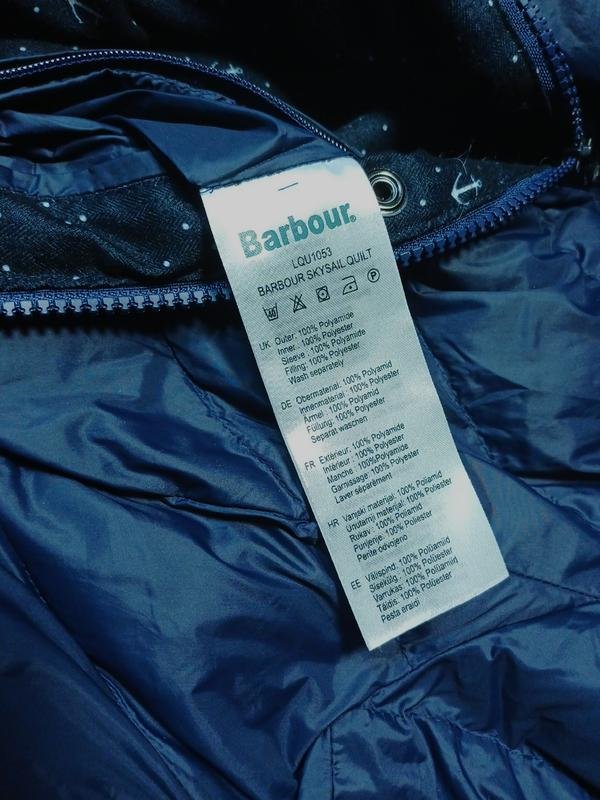 Barbour®
LQU1053
BARBOUR SKYSAIL QUILT
40 P
UK Outer: 100% Polyamide
Inner: 100% Polyester
Sleeve: 100% Polyamide
Filling: 100% Polyester
Wash separately
DE Obermaterial: 100% Polyamid
Innenmaterial: 100% Polyester
Ärmel: 100% Polyamid
Füllung: 100% Polyester
Separat waschen
FR Extérieur: 100% Polyamide
Intérieur: 100% Polyester
Manche: 100%Polyamide
Garnissage: 100% Polyester
Laver séparément
HR Vanjski materijal: 100% Poliamid
Unutarnji materijal: 100% Poliester
Rukav: 100% Poliamid
Punjenje: 100% Poliester
Perite odvojeno
EE Välispind: 100% Polüamiid
Sisekülg.: 100% Polüester
Varrukas: 100% Polüamiid
Täidis: 100% Polüester
Pesta eraldi